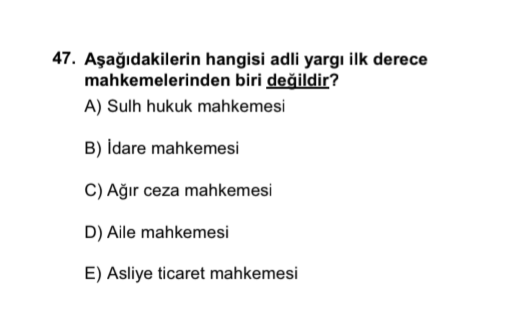 47. Aşağıdakilerin hangisi adli yargı ilk derece
mahkemelerinden biri değildir?
A) Sulh hukuk mahkemesi
B) İdare mahkemesi
C) Ağır ceza mahkemesi
D) Aile mahkemesi
E) Asliye ticaret mahkemesi